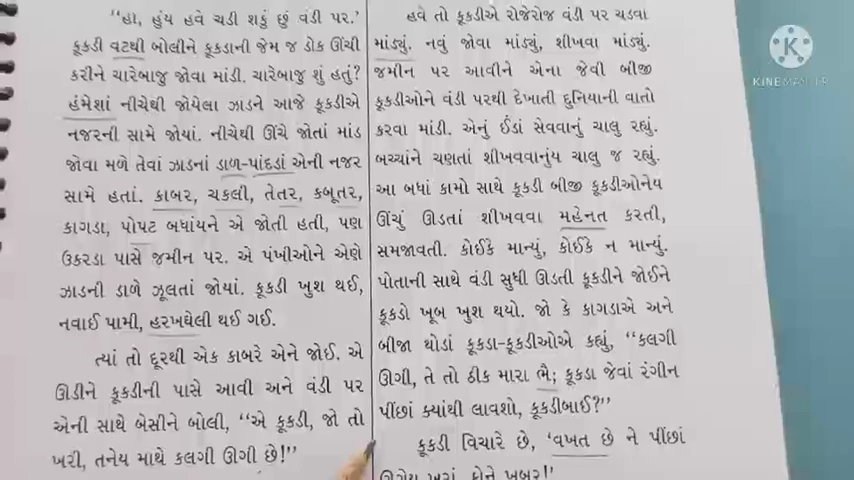 "હા, હુંય હવે ચડી શકું છું વંડી પર.'
કૂકડી વટથી બોલીને કૂકડાની જેમ જ ડોક ઊંચી
કરીને ચારેબાજુ જોવા માંડી. ચારેબાજુ શું હતું?
હંમેશાં નીચેથી જોયેલા ઝાડને આજે કૂકડીએ
નજરની સામે જોયાં. નીચેથી ઊંચે જોતાં માંડ
જોવા મળે તેવાં ઝાડનાં ડાળ-પાંદડાં એની નજર
સામે હતાં. કાબર, ચકલી, તેતર, કબૂતર,
કાગડા, પોપટ બધાંયને એ જોતી હતી, પણ
ઉકરડા પાસે જમીન પર. એ પંખીઓને એણે
ઝાડની ડાળે ઝૂલતાં જોયાં. કૂકડી ખુશ થઈ,
નવાઈ પામી, હરખઘેલી થઈ ગઈ.
ત્યાં તો દૂરથી એક કાબરે એને જોઈ. એ
ઊડીને કૂકડીની પાસે આવી અને વંડી પર
એની સાથે બેસીને બોલી, "એ કૂકડી, જો તો
ખરી, તનેય માથે કલગી ઊગી છે!"
હવે તો કૂકડીએ રોજેરોજ વંડી પર ચડવા
માંડ્યું. નવું જોવા માંડ્યું, શીખવા માંડ્યું.
જમીન પર આવીને એના જેવી બીજી
કૂકડીઓને વંડી પરથી દેખાતી દુનિયાની વાતો
કરવા માંડી. એનું ઈંડાં સેવવાનું ચાલુ રહ્યું.
બચ્ચાંને ચણતાં શીખવવાનુંય ચાલુ જ રહ્યું.
આ બધાં કામો સાથે કૂકડી બીજી કૂકડીઓનેય
ઊંચું ઊડતાં શીખવવા મહેનત કરતી,
સમજાવતી. કોઈકે માન્યું, કોઈકે ન માન્યું.
પોતાની સાથે વંડી સુધી ઊડતી કૂકડીને જોઈને
કૂકડો ખૂબ ખુશ થયો. જો કે કાગડાએ અને
બીજા થોડાં કૂકડા-કૂકડીઓએ કહ્યું, "કલગી
ઊગી, તે તો ઠીક મારા ભૈ; કૂકડા જેવાં રંગીન
પીંછાં ક્યાંથી લાવશો, કૂકડીબાઈ?"
કૂકડી વિચારે છે, 'વખત છે ને પીંછાં
ઊગેય ખરાં, કોને ખબર!'
KINEMASTER